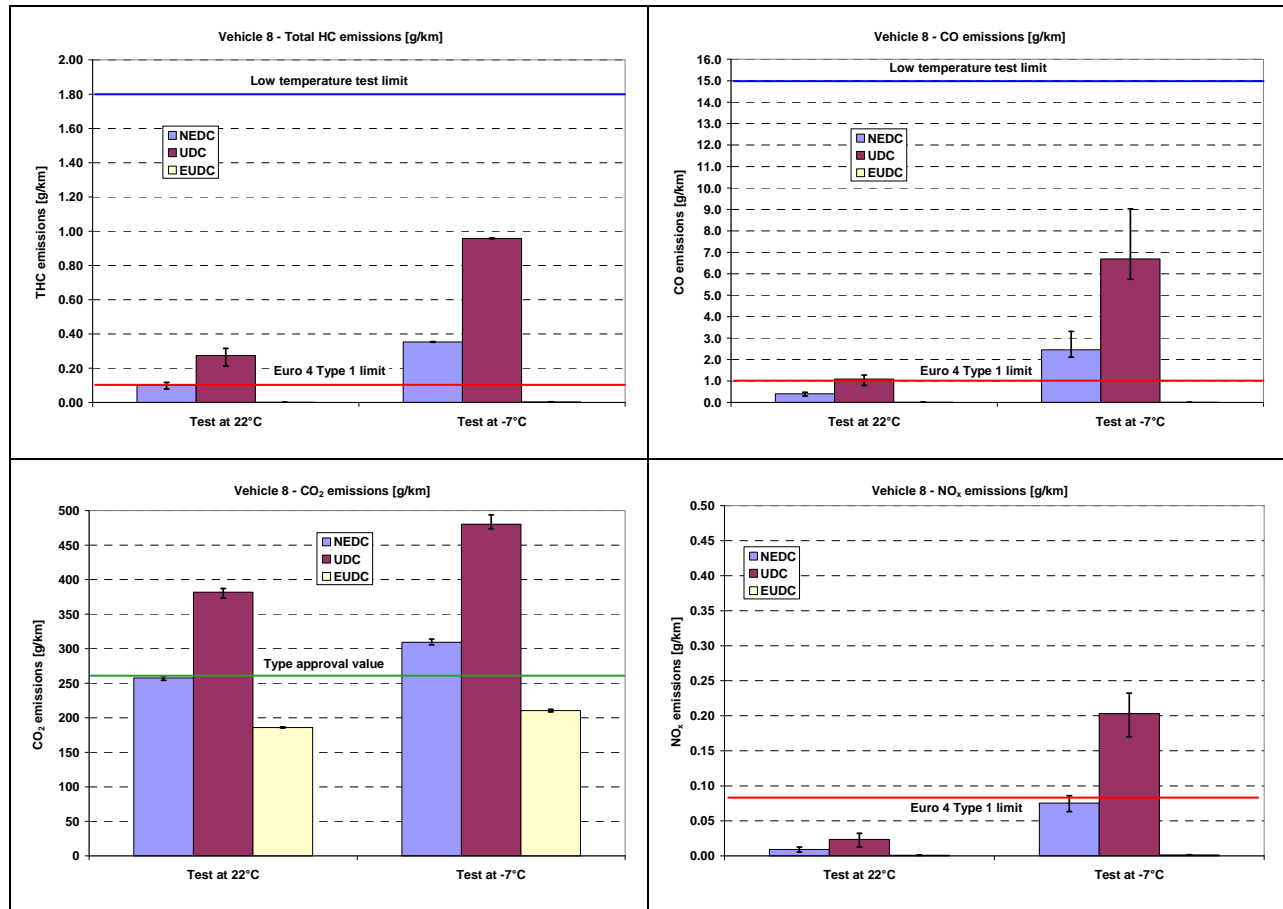 Vehicle 8 - Total HC emissions [g/km]
2.00
1.80
1.60
1.40
1.20
1.00
0.80
0.60
0.40
0.20
0.00
THC emissions [g/km]
Low temperature test limit
NEDC
UDC
EUDC
Euro 4 Type 1 limit
Test at 22°C
Test at -7°C
Vehicle 8 - CO emissions [g/km]
16.0
15.0
14.0
13.0
12.0
11.0
10.0
9.0
8.0
7.0
6.0
5.0
4.0
3.0
2.0
1.0
0.0
CO emissions [g/km]
Low temperature test limit
NEDC
UDC
EUDC
Euro 4 Type 1 limit
Test at 22°C
Test at -7°C
Vehicle 8 - CO₂ emissions [g/km]
500
450
400
350
300
250
200
150
100
50
0
CO₂ emissions [g/km]
NEDC
UDC
EUDC
Type approval value
Test at 22°C
Test at -7°C
Vehicle 8 - NOₓ emissions [g/km]
0.50
0.45
0.40
0.35
0.30
0.25
0.20
0.15
0.10
0.05
0.00
NOₓ emissions [g/km]
NEDC
UDC
EUDC
Euro 4 Type 1 limit
Test at 22°C
Test at -7°C